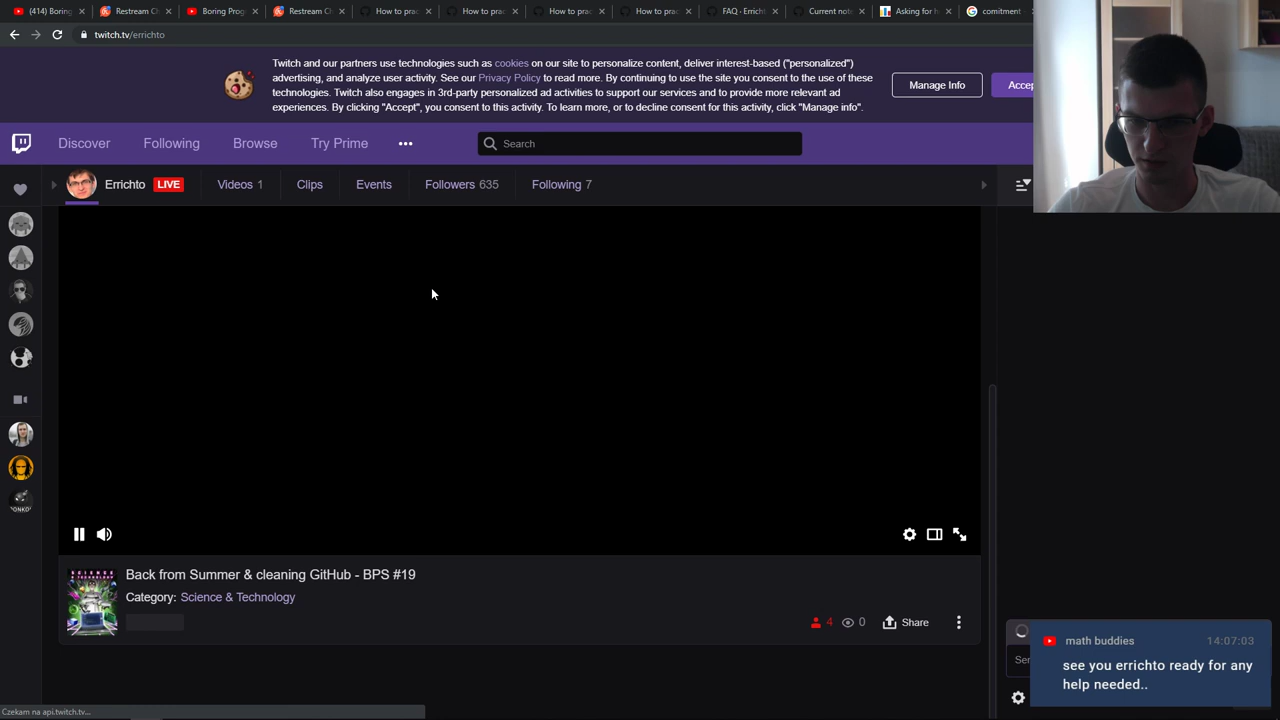 (414) Boring
Restream Ch
Boring Prog
Restream Ch
How to prac
How to prac
How to prac
How to prac
FAQ · Erricht
Current note
Asking for h
comitment
twitch.tv/errichto
Twitch and our partners use technologies such as cookies on our site to personalize content, deliver interest-based ("personalized")
advertising, and analyze user activity. See our Privacy Policy to read more. By continuing to use the site you consent to the use of these
technologies. Twitch also engages in 3rd-party personalized ad activities to support our services and to provide more relevant ad
experiences. By clicking "Accept", you consent to this activity. To learn more, or to decline consent for this activity, click "Manage info".
Manage Info
Accep
Discover
Following
Browse
Try Prime
Search
Errichto LIVE
Videos 1
Clips
Events
Followers 635
Following 7
Back from Summer & cleaning GitHub - BPS #19
Category: Science & Technology
4
0
Share
Sen
math buddies 14:07:03
see you errichto ready for any
help needed..
Czekam na api.twitch.tv...